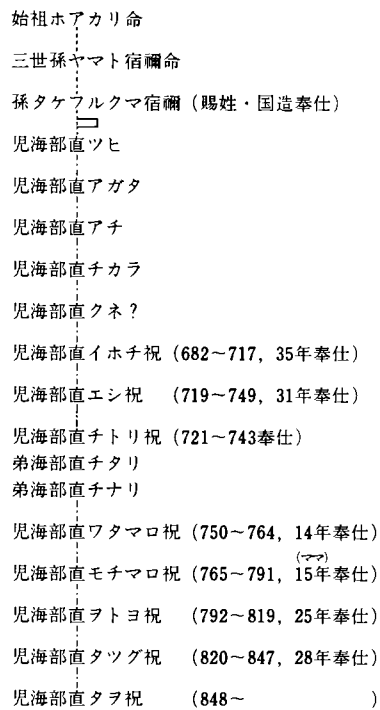 始祖ホアカリ命
三世孫ヤマト宿禰命
孫タケフルクマ宿禰（賜姓・国造奉仕）
児海部直ツヒ
児海部直アガタ
児海部直アチ
児海部直チカラ
児海部直クネ？
児海部直イホチ祝（682～717，35年奉仕）
児海部直エシ祝　（719～749，31年奉仕）
児海部直チトリ祝（721～743奉仕）
弟海部直チタリ
弟海部直チナリ
児海部直ワタマロ祝（750～764，14年奉仕）
（ママ）
児海部直モチマロ祝（765～791，15年奉仕）
児海部直ヲトヨ祝　（792～819，25年奉仕）
児海部直タツグ祝　（820～847，28年奉仕）
児海部直タヲ祝　　（848～　　　　　　　）